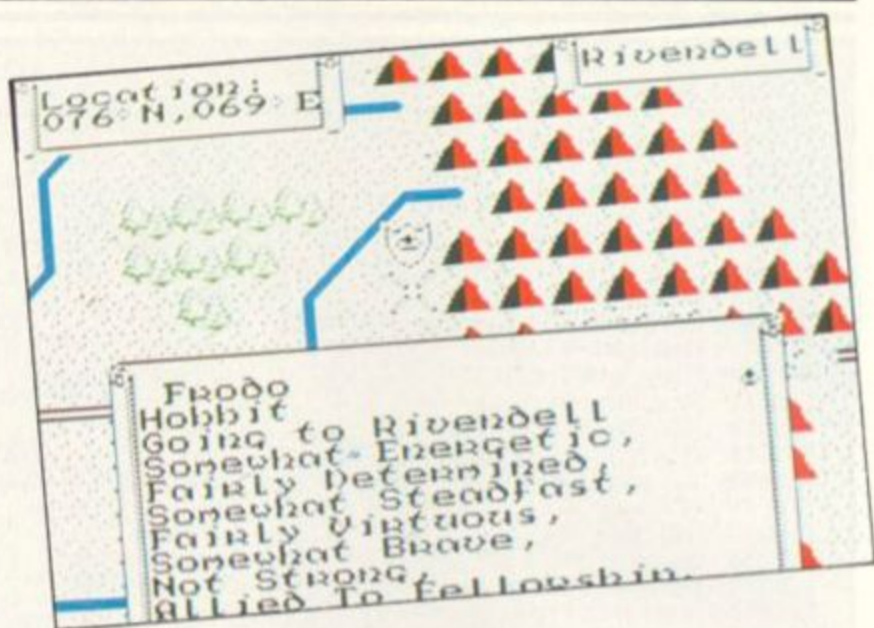 Location:
076°N,069°E
Rivendell
Frodo
Hobbit
Going to Rivendell
Somewhat Energetic,
Fairly Determined,
Somewhat Steadfast,
Fairly Virtuous,
Somewhat Brave,
Not Strong,
Allied To Fellowship.